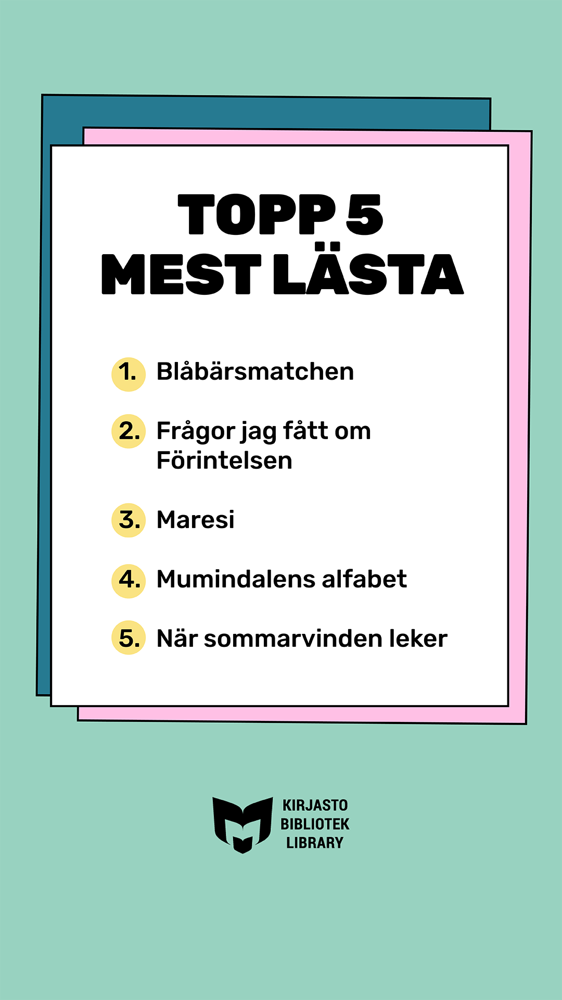 TOPP 5
MEST LÄSTA
1. Blåbärsmatchen
2. Frågor jag fått om
Förintelsen
3. Maresi
4. Mumindalens alfabet
5. När sommarvinden leker
KIRJASTO
BIBLIOTEK
LIBRARY